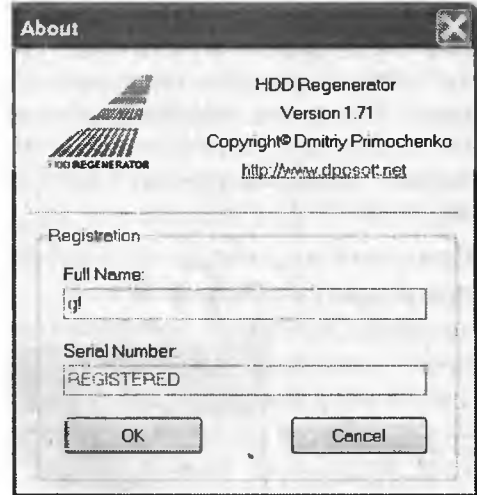 About
HDD Regenerator
Version 1.71
Copyright© Dmitriy Primochenko
http://www.dposoft.net
HDD REGENERATOR
Registration
Full Name:
g!
Serial Number
REGISTERED
OK
Cancel